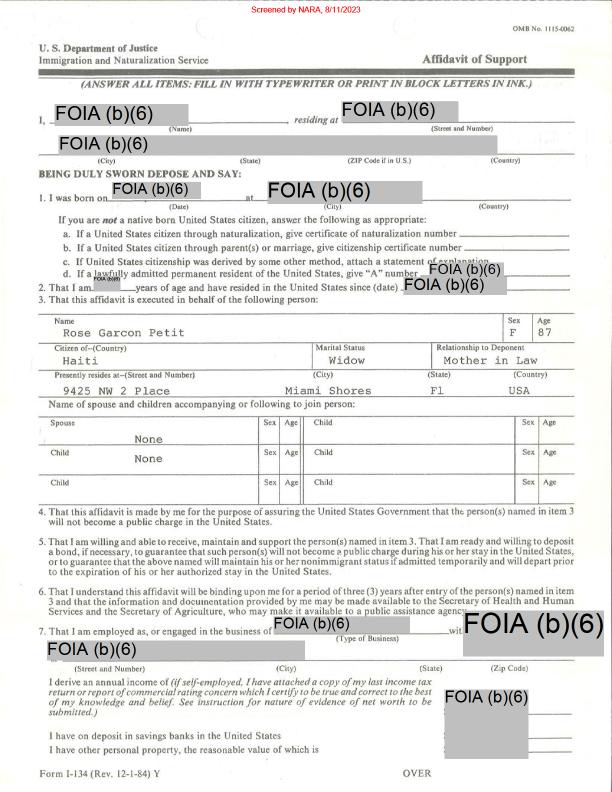 Screened by NARA, 8/11/2023
OMB No. 1115-0062
U. S. Department of Justice
Immigration and Naturalization Service Affidavit of Support
(ANSWER ALL ITEMS: FILL IN WITH TYPEWRITER OR PRINT IN BLOCK LETTERS IN INK.)
I, FOIA (b)(6) residing at FOIA (b)(6)
(Name) (Street and Number)
FOIA (b)(6)
(City) (State) (ZIP Code if in U.S.) (Country)
BEING DULY SWORN DEPOSE AND SAY:
1. I was born on FOIA (b)(6) at FOIA (b)(6)
(Date) (City) (Country)
If you are not a native born United States citizen, answer the following as appropriate:
a. If a United States citizen through naturalization, give certificate of naturalization number
b. If a United States citizen through parent(s) or marriage, give citizenship certificate number
c. If United States citizenship was derived by some other method, attach a statement of explanation.
d. If a lawfully admitted permanent resident of the United States, give "A" number FOIA (b)(6)
2. That I am FOIA (b)(6) years of age and have resided in the United States since (date) FOIA (b)(6)
3. That this affidavit is executed in behalf of the following person:
Name Sex Age
Rose Garcon Petit F 87
Citizen of--(Country) Marital Status Relationship to Deponent
Haiti Widow Mother in Law
Presently resides at--(Street and Number) (City) (State) (Country)
9425 NW 2 Place Miami Shores Fl USA
Name of spouse and children accompanying or following to join person:
Spouse Sex Age Child Sex Age
None
Child Sex Age Child Sex Age
None
Child Sex Age Child Sex Age
4. That this affidavit is made by me for the purpose of assuring the United States Government that the person(s) named in item 3
will not become a public charge in the United States.
5. That I am willing and able to receive, maintain and support the person(s) named in item 3. That I am ready and willing to deposit
a bond, if necessary, to guarantee that such person(s) will not become a public charge during his or her stay in the United States,
or to guarantee that the above named will maintain his or her nonimmigrant status if admitted temporarily and will depart prior
to the expiration of his or her authorized stay in the United States.
6. That I understand this affidavit will be binding upon me for a period of three (3) years after entry of the person(s) named in item
3 and that the information and documentation provided by me may be made available to the Secretary of Health and Human
Services and the Secretary of Agriculture, who may make it available to a public assistance agency
7. That I am employed as, or engaged in the business of FOIA (b)(6) wit FOIA (b)(6)
(Type of Business)
FOIA (b)(6)
(Street and Number) (City) (State) (Zip Code)
I derive an annual income of (if self-employed, I have attached a copy of my last income tax
return or report of commercial rating concern which I certify to be true and correct to the best
of my knowledge and belief. See instruction for nature of evidence of net worth to be
submitted.) FOIA (b)(6)
I have on deposit in savings banks in the United States
I have other personal property, the reasonable value of which is
Form I-134 (Rev. 12-1-84) Y OVER